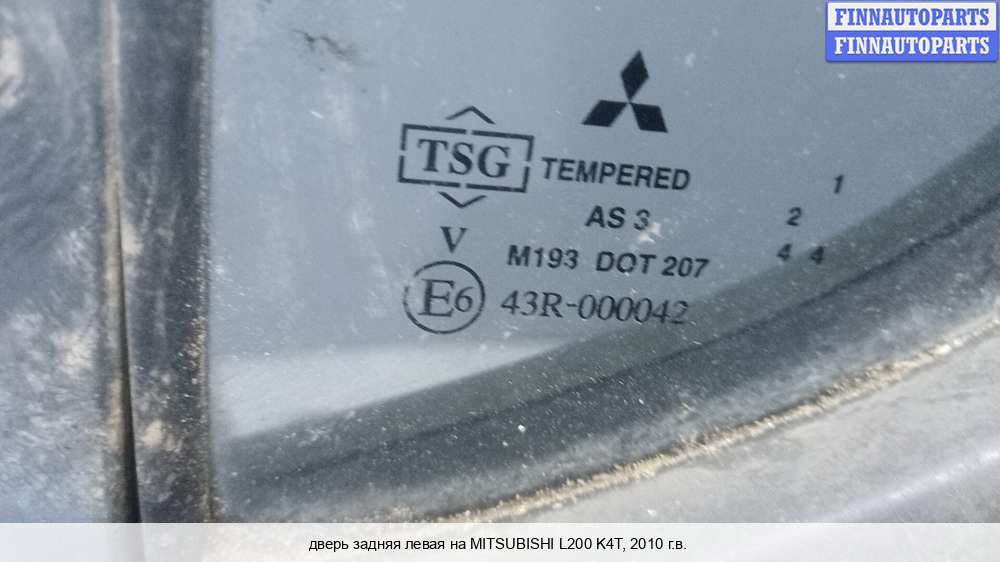 FINNAUTOPARTS
FINNAUTOPARTS
TSG TEMPERED
AS 3
V
M193 DOT 207
E6 43R-000042
1
2
4 4
дверь задняя левая на MITSUBISHI L200 K4T, 2010 г.в.